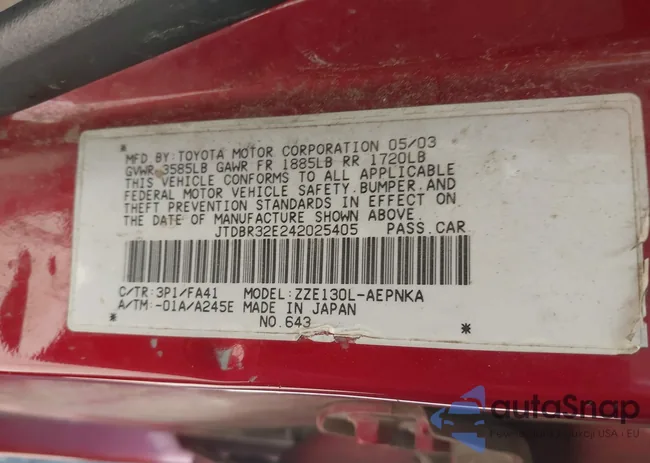 MFD BY: TOYOTA MOTOR CORPORATION 05/03
GVWR 3585LB GAWR FR 1885LB RR 1720LB
THIS VEHICLE CONFORMS TO ALL APPLICABLE
FEDERAL MOTOR VEHICLE SAFETY, BUMPER, AND
THEFT PREVENTION STANDARDS IN EFFECT ON
THE DATE OF MANUFACTURE SHOWN ABOVE.
JTDBR32E242025405 PASS. CAR
C/TR: 3P1/FA41 MODEL: ZZE130L-AEPNKA
A/TM: -01A/A245E MADE IN JAPAN
NO. 643
autoSnap
USA - EU